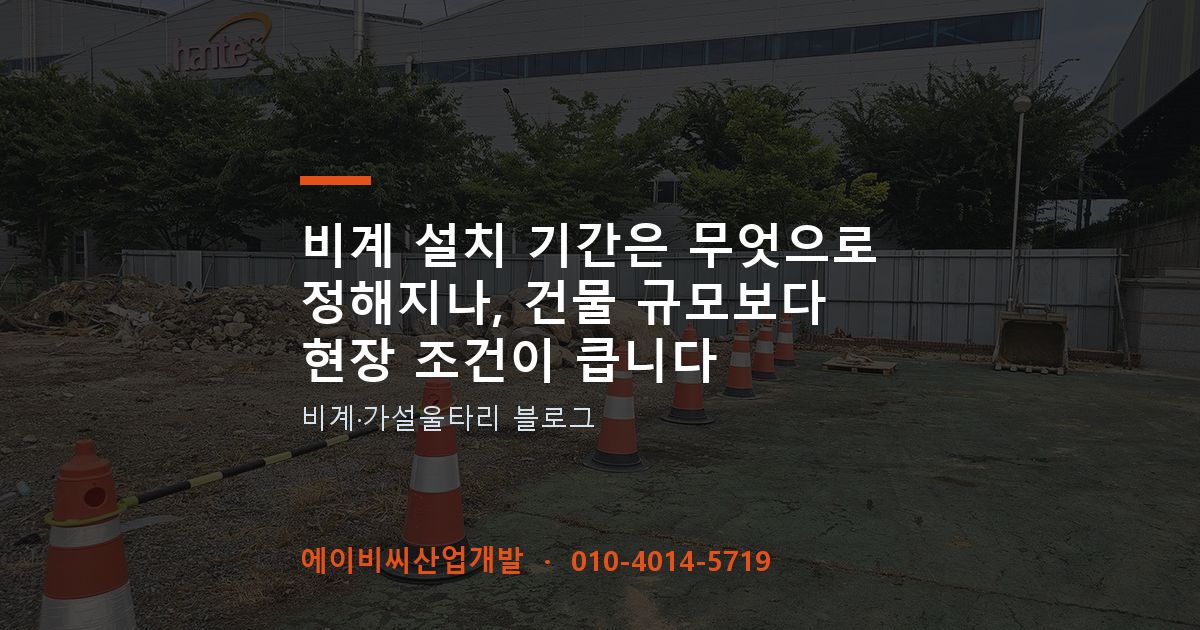 hantes
비계 설치 기간은 무엇으로
정해지나, 건물 규모보다
현장 조건이 큽니다
비계·가설울타리 블로그
에이비씨산업개발 · 010-4014-5719